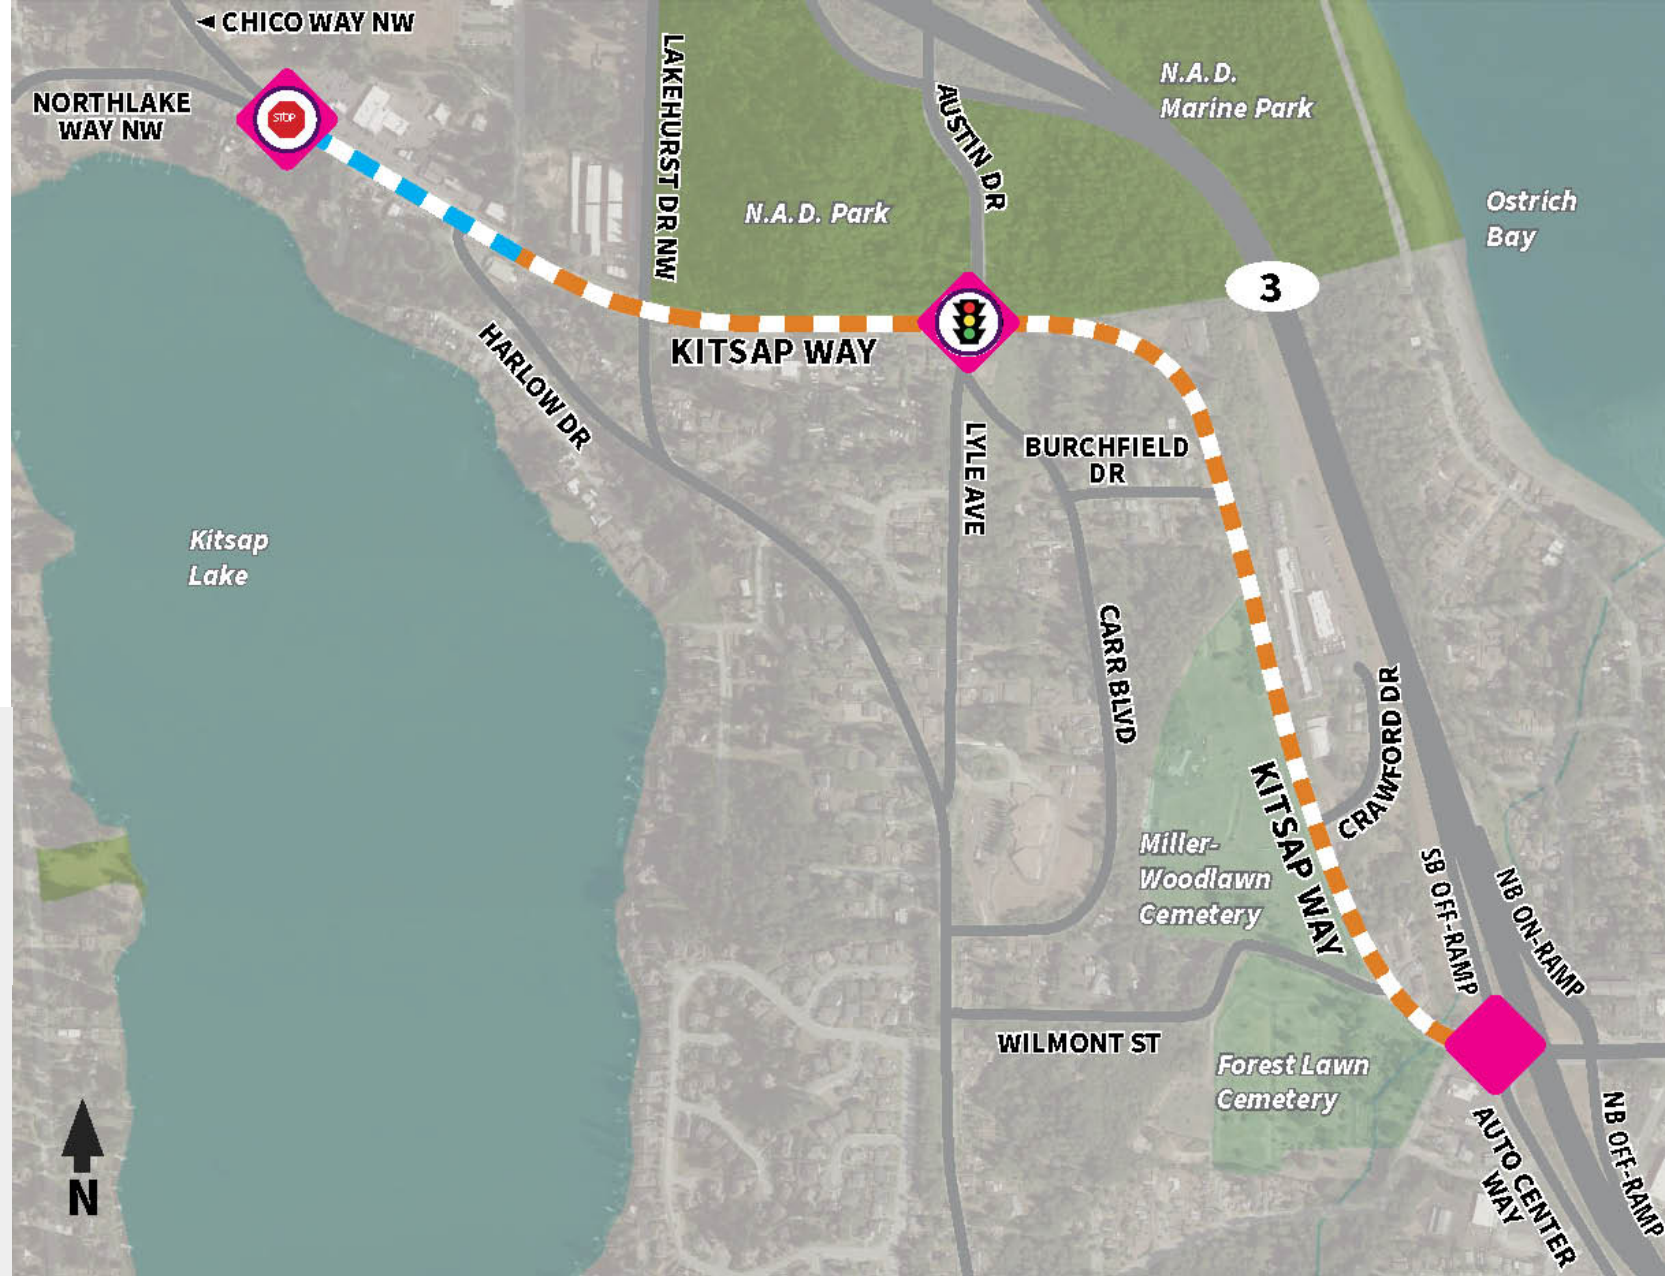 CHICO WAY NW
NORTHLAKE
WAY NW
STOP
LAKEHURST DR NW
AUSTIN DR
N.A.D.
Marine Park
N.A.D. Park
Ostrich
Bay
3
KITSAP WAY
HARLOW DR
LYLE AVE
BURCHFIELD
DR
Kitsap
Lake
CARR BLVD
CRAWFORD DR
KITSAP WAY
Miller-
Woodlawn
Cemetery
SB OFF-RAMP
NB ON-RAMP
WILMONT ST
Forest Lawn
Cemetery
AUTO CENTER
WAY
NB OFF-RAMP
N